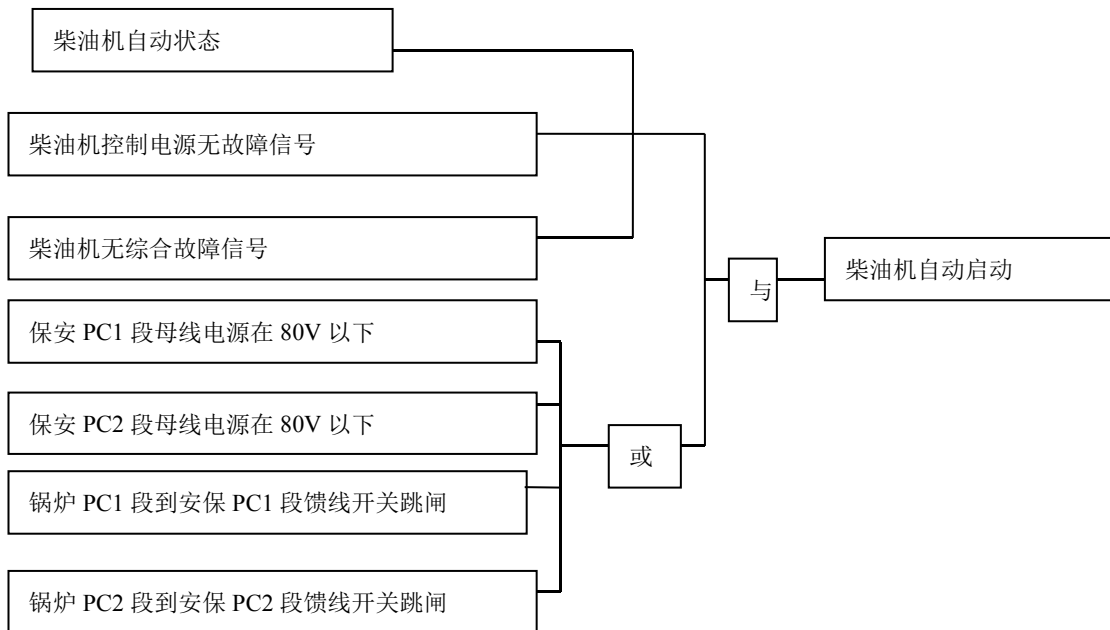 柴油机自动状态
柴油机控制电源无故障信号
柴油机无综合故障信号
与
柴油机自动启动
保安 PC1 段母线电源在 80V 以下
保安 PC2 段母线电源在 80V 以下
或
锅炉 PC1 段到安保 PC1 段馈线开关跳闸
锅炉 PC2 段到安保 PC2 段馈线开关跳闸